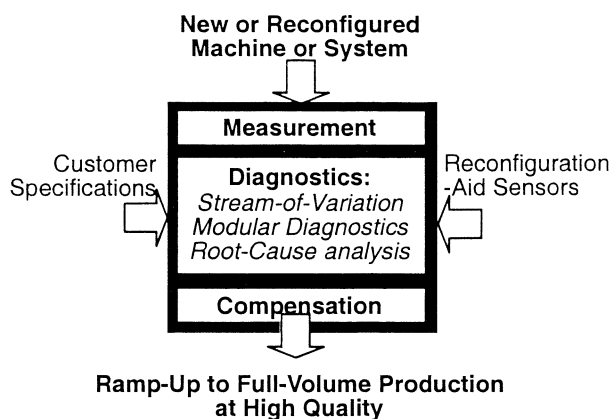 New or Reconfigured
Machine or System
Measurement
Customer
Specifications
Diagnostics:
Stream-of-Variation
Modular Diagnostics
Root-Cause analysis
Reconfiguration
-Aid Sensors
Compensation
Ramp-Up to Full-Volume Production
at High Quality